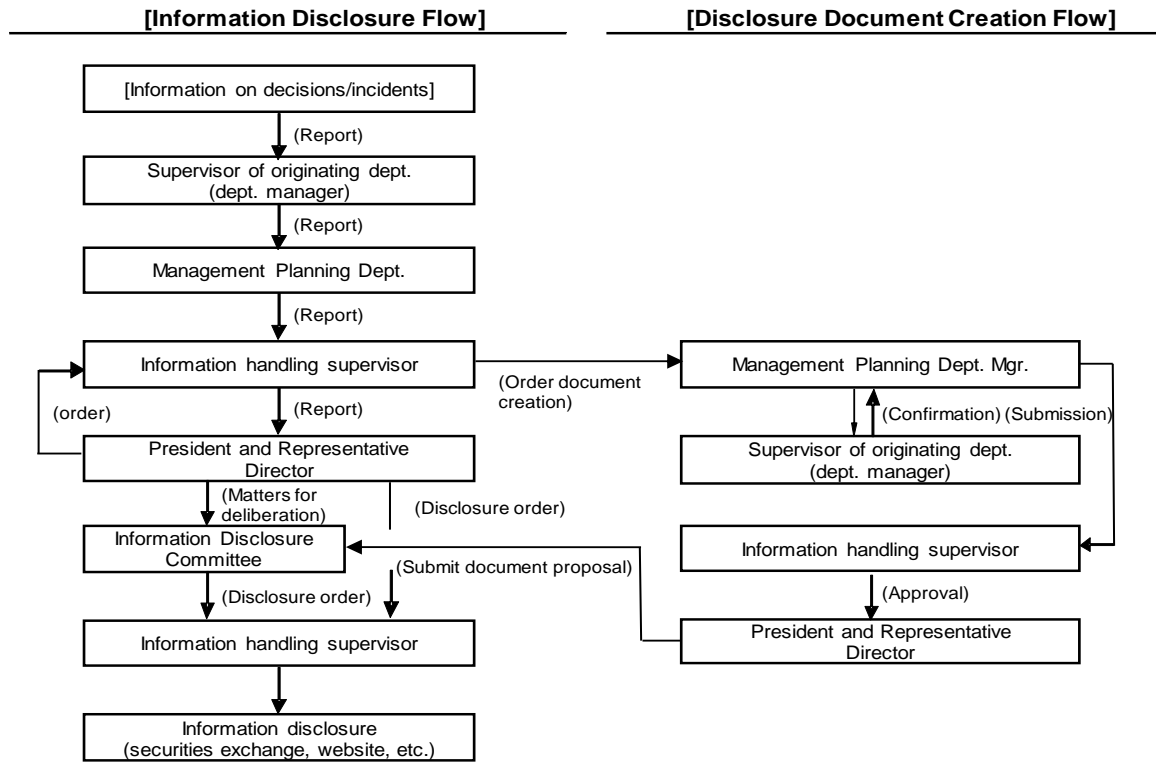 [Information Disclosure Flow]
[Disclosure Document Creation Flow]
[Information on decisions/incidents]
(Report)
Supervisor of originating dept.
(dept. manager)
(Report)
Management Planning Dept.
(Report)
Information handling supervisor
(order)
(Report)
President and Representative
Director
(Matters for
deliberation)
(Disclosure order)
Information Disclosure
Committee
(Submit document proposal)
(Disclosure order)
Information handling supervisor
Information disclosure
(securities exchange, website, etc.)
(Order document
creation)
Management Planning Dept. Mgr.
(Confirmation) (Submission)
Supervisor of originating dept.
(dept. manager)
Information handling supervisor
(Approval)
President and Representative
Director